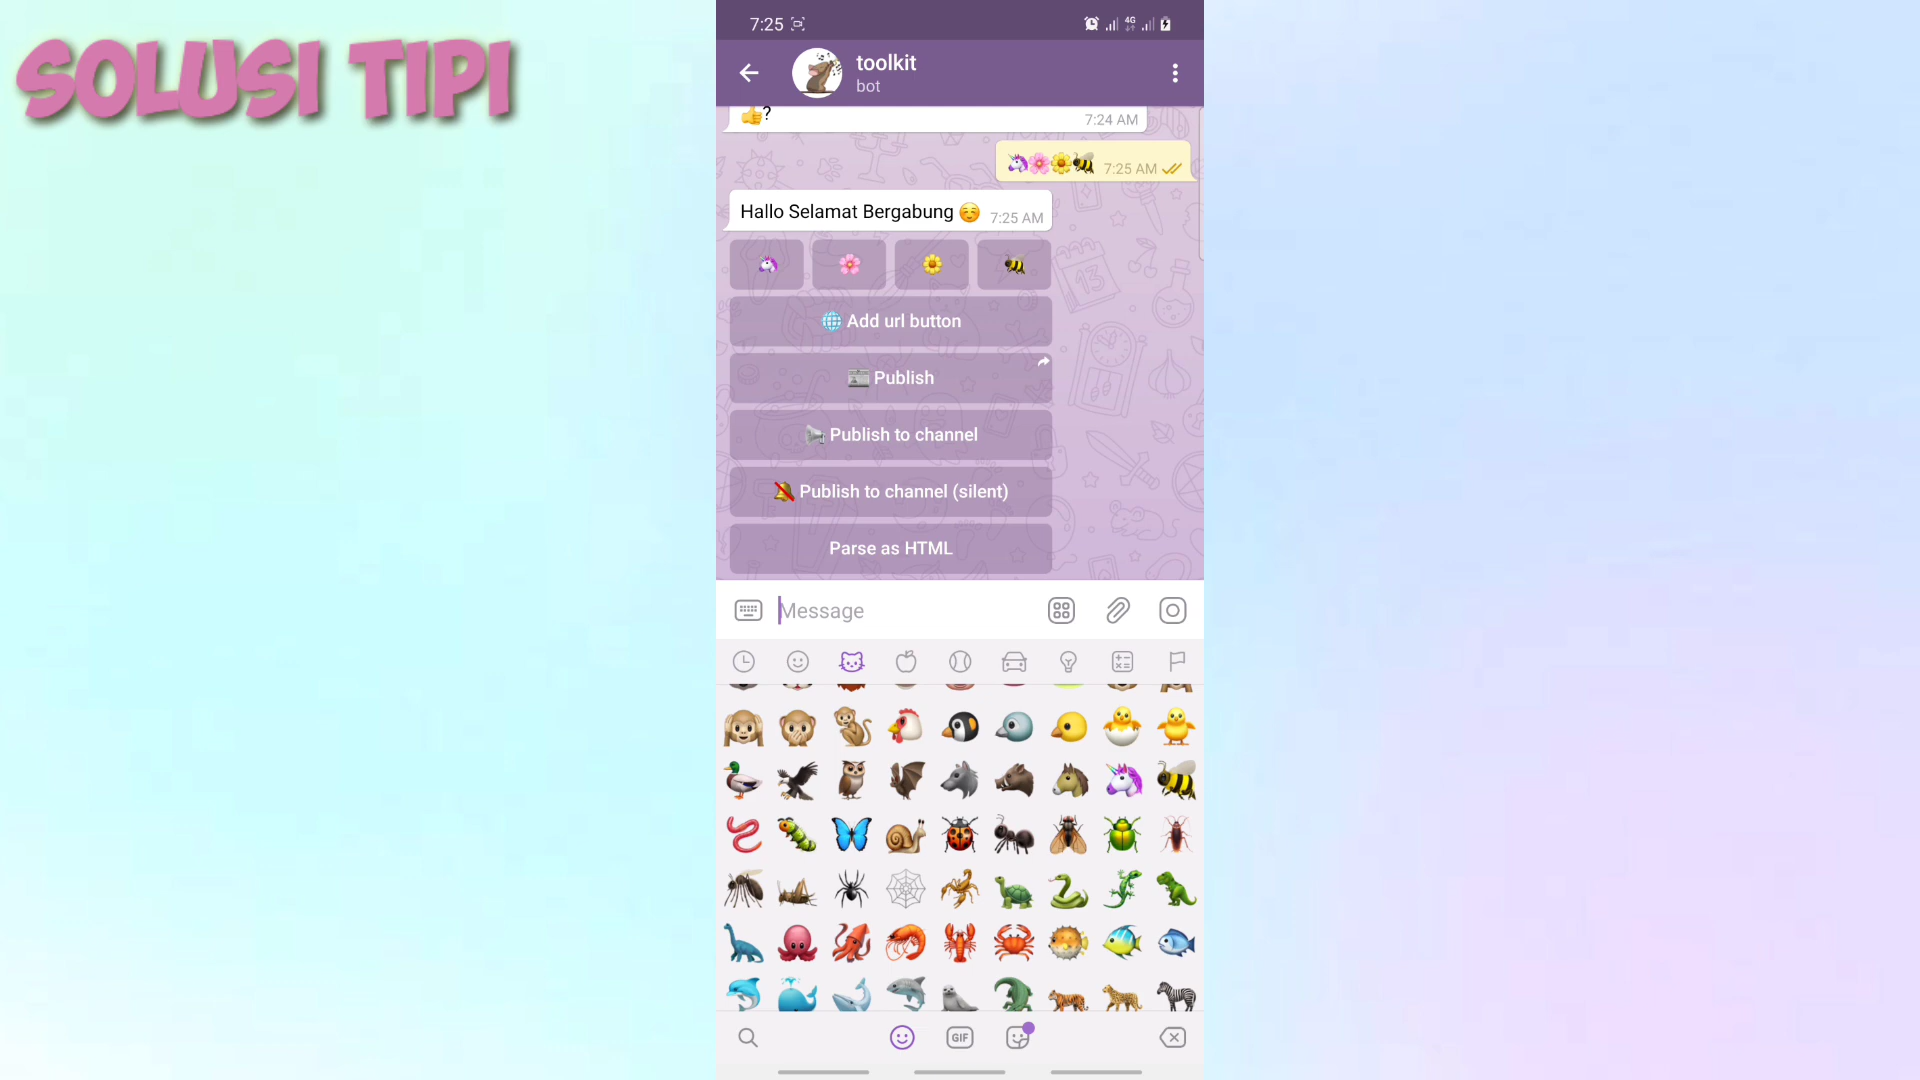 SOLUSI TIPI
7:25
4G
toolkit
bot
👍?
7:24 AM
🦄🌸🌼🐝 7:25 AM
Hallo Selamat Bergabung ☺️ 7:25 AM
🦄 🌸 🌼 🐝
🌐 Add url button
📰 Publish
📢 Publish to channel
🔕 Publish to channel (silent)
Parse as HTML
Message
GIF